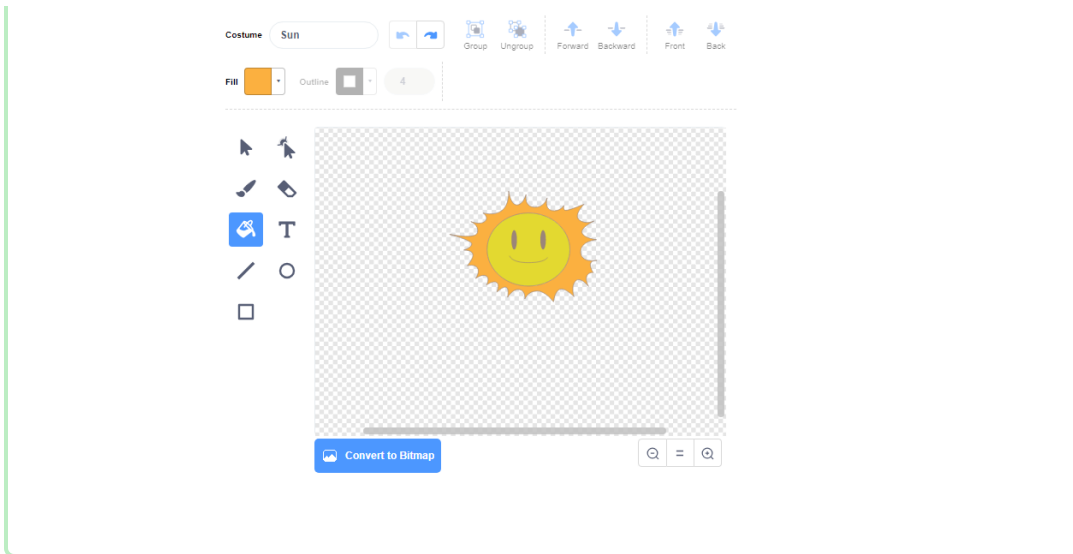 Costume Sun
Group Ungroup Forward Backward Front Back
Fill Outline 4
Convert to Bitmap